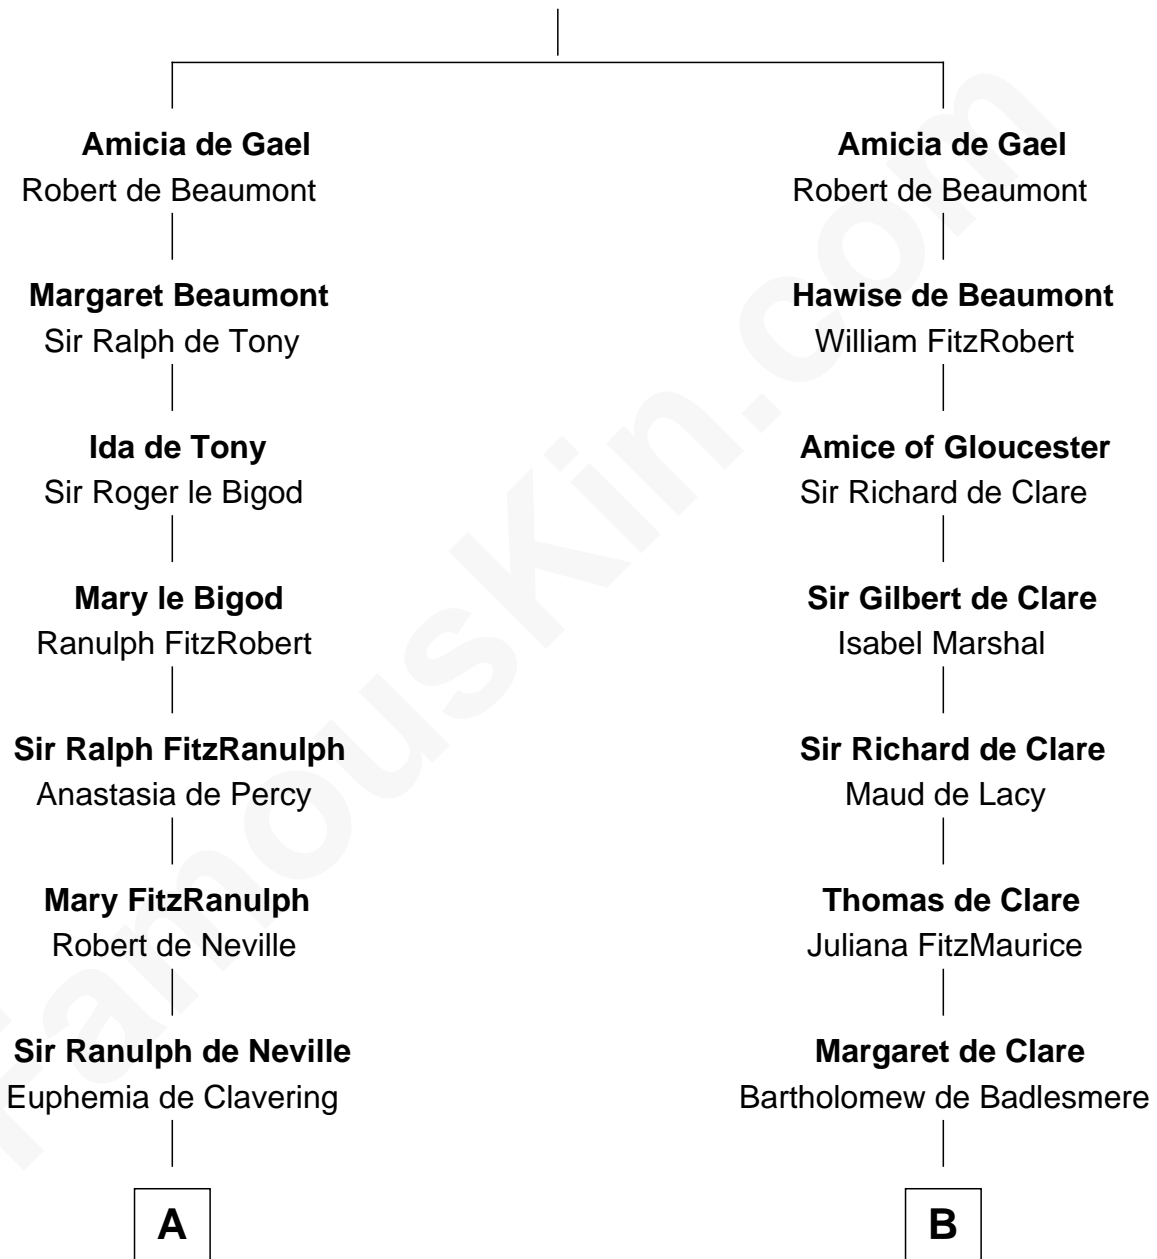 Amicia de Gael
Robert de Beaumont
Margaret Beaumont
Sir Ralph de Tony
Ida de Tony
Sir Roger le Bigod
Mary le Bigod
Ranulph FitzRobert
Sir Ralph FitzRanulph
Anastasia de Percy
Mary FitzRanulph
Robert de Neville
Sir Ranulph de Neville
Euphemia de Clavering
A
Amicia de Gael
Robert de Beaumont
Hawise de Beaumont
William FitzRobert
Amice of Gloucester
Sir Richard de Clare
Sir Gilbert de Clare
Isabel Marshal
Sir Richard de Clare
Maud de Lacy
Thomas de Clare
Juliana FitzMaurice
Margaret de Clare
Bartholomew de Badlesmere
B
FamousKin.com